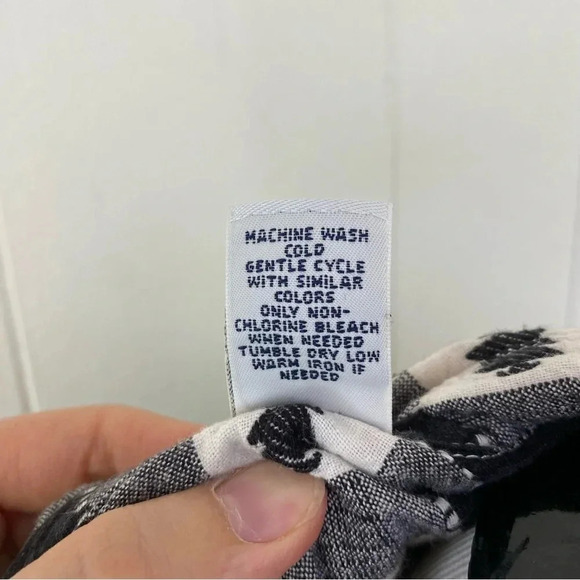 MACHINE WASH
COLD
GENTLE CYCLE
WITH SIMILAR
COLORS
ONLY NON-
CHLORINE BLEACH
WHEN NEEDED
TUMBLE DRY LOW
WARM IRON IF
NEEDED